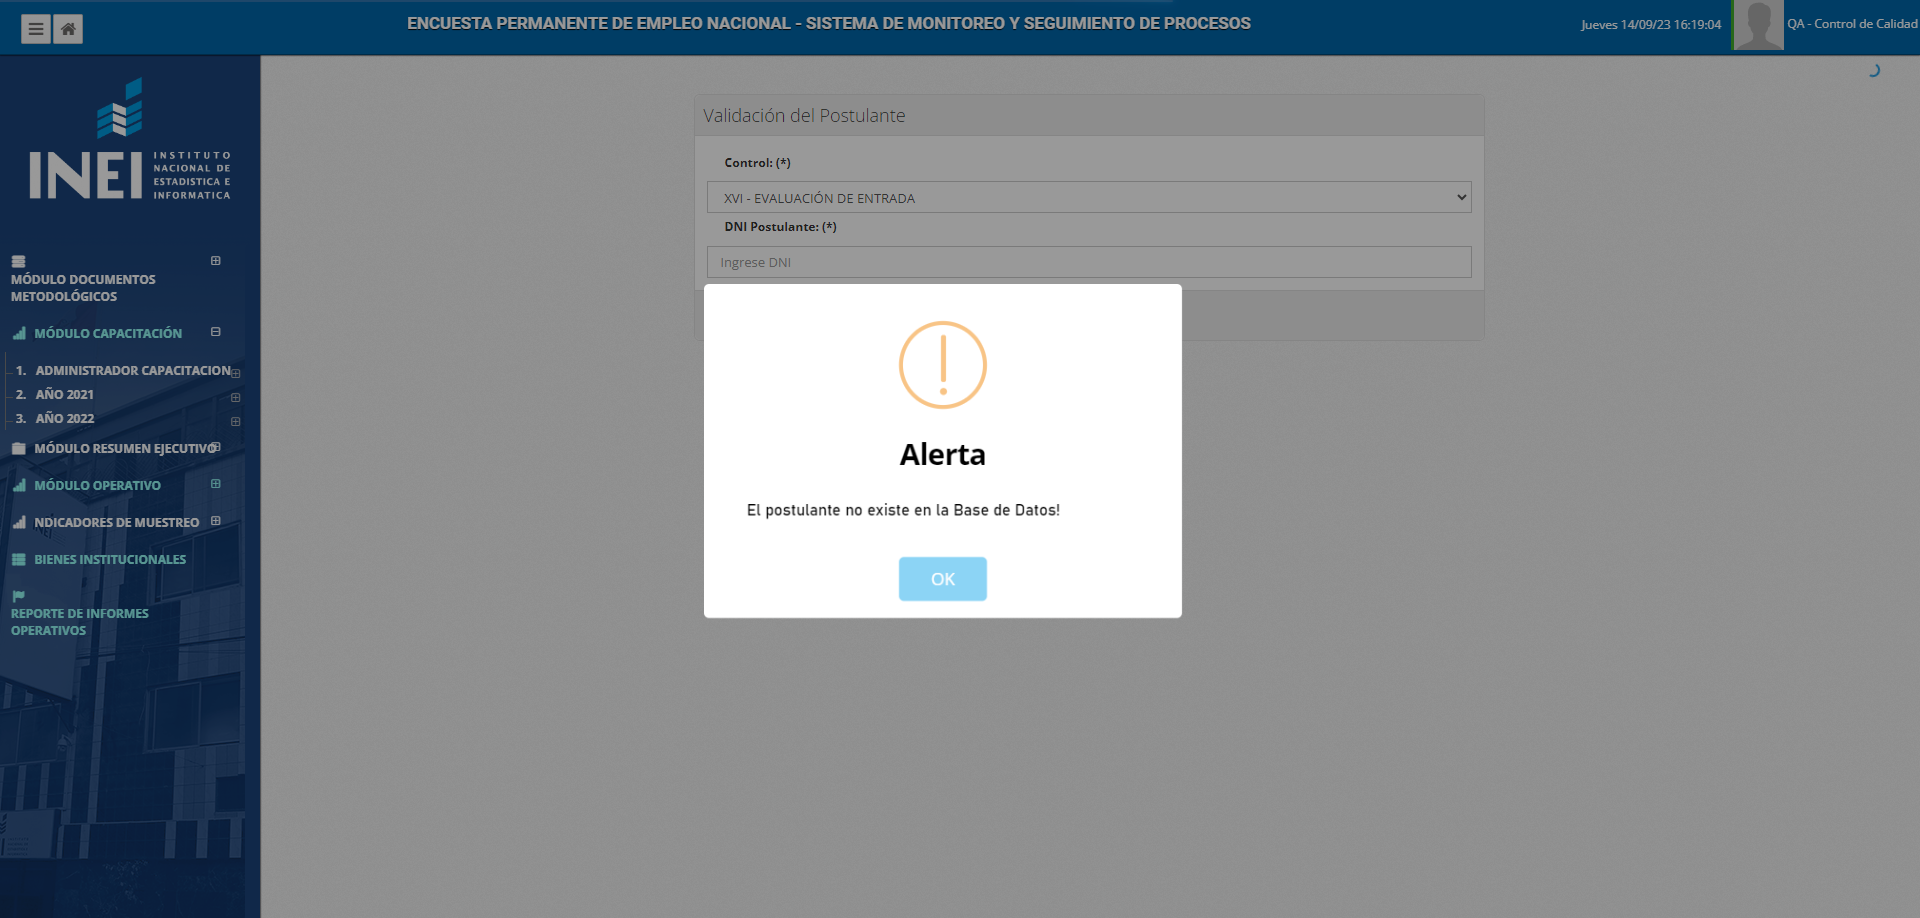 ENCUESTA PERMANENTE DE EMPLEO NACIONAL - SISTEMA DE MONITOREO Y SEGUIMIENTO DE PROCESOS
Jueves 14/09/23 16:19:04
QA - Control de Calidad
INEI
INSTITUTO
NACIONAL DE
ESTADISTICA E
INFORMATICA
MÓDULO DOCUMENTOS
METODOLÓGICOS
MÓDULO CAPACITACIÓN
1. ADMINISTRADOR CAPACITACION
2. AÑO 2021
3. AÑO 2022
MÓDULO RESUMEN EJECUTIVO
MÓDULO OPERATIVO
NDICADORES DE MUESTREO
BIENES INSTITUCIONALES
REPORTE DE INFORMES
OPERATIVOS
Validación del Postulante
Control: (*)
XVI - EVALUACIÓN DE ENTRADA
DNI Postulante: (*)
Ingrese DNI
Alerta
El postulante no existe en la Base de Datos!
OK